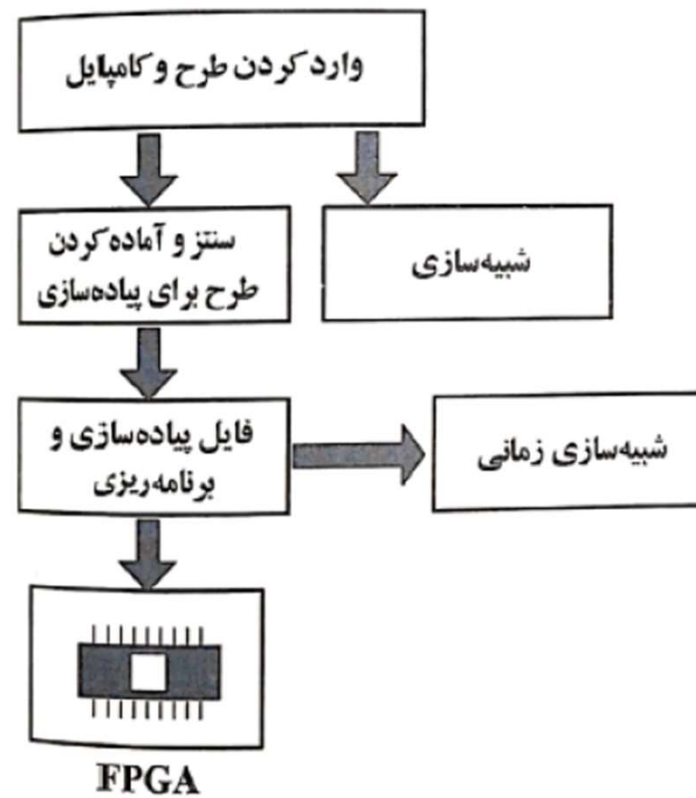 وارد کردن طرح و کامپایل
سنتز و آماده کردن
طرح برای پیاده‌سازی
شبیه‌سازی
فایل پیاده‌سازی و
برنامه‌ریزی
شبیه‌سازی زمانی
FPGA